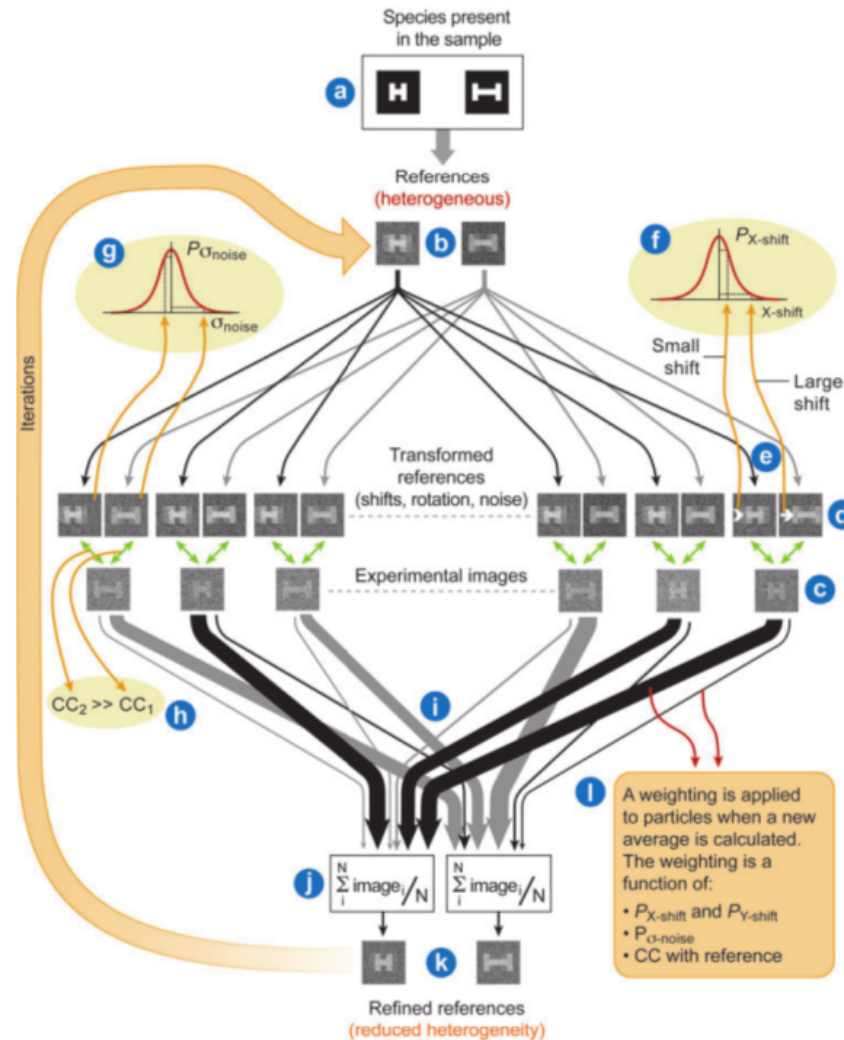 Species present
in the sample
a
References
(heterogeneous)
b
g
Pσnoise
σnoise
f
PX-shift
X-shift
Small
shift
Large
shift
Iterations
e
Transformed
references
(shifts, rotation, noise)
d
Experimental images
c
CC2 >> CC1
h
i
l
A weighting is applied
to particles when a new
average is calculated.
The weighting is a
function of:
• PX-shift and PY-shift
• Pσ-noise
• CC with reference
j
N
Σ imagei/N
i
N
Σ imagei/N
i
k
Refined references
(reduced heterogeneity)